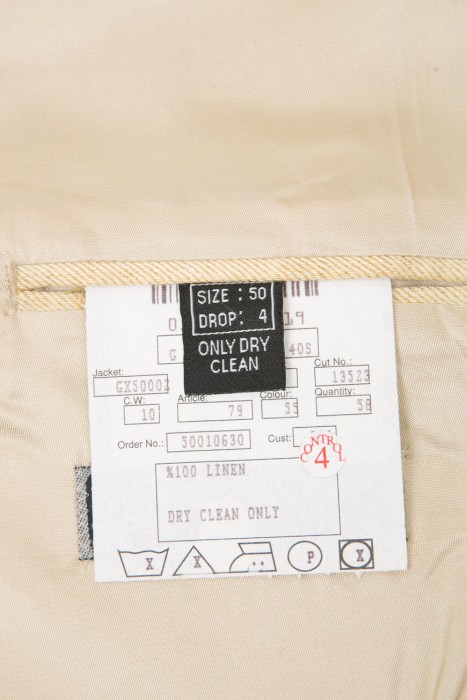 SIZE : 50
DROP: 4
ONLY DRY
CLEAN
Jacket:
GX50002
Cut No.:
13523
C.W.
10
Article:
79
Colour:
55
Quantity:
58
Order No.:
50010630
Cust:
CONTROL
4
%100 LINEN
DRY CLEAN ONLY
X X P X